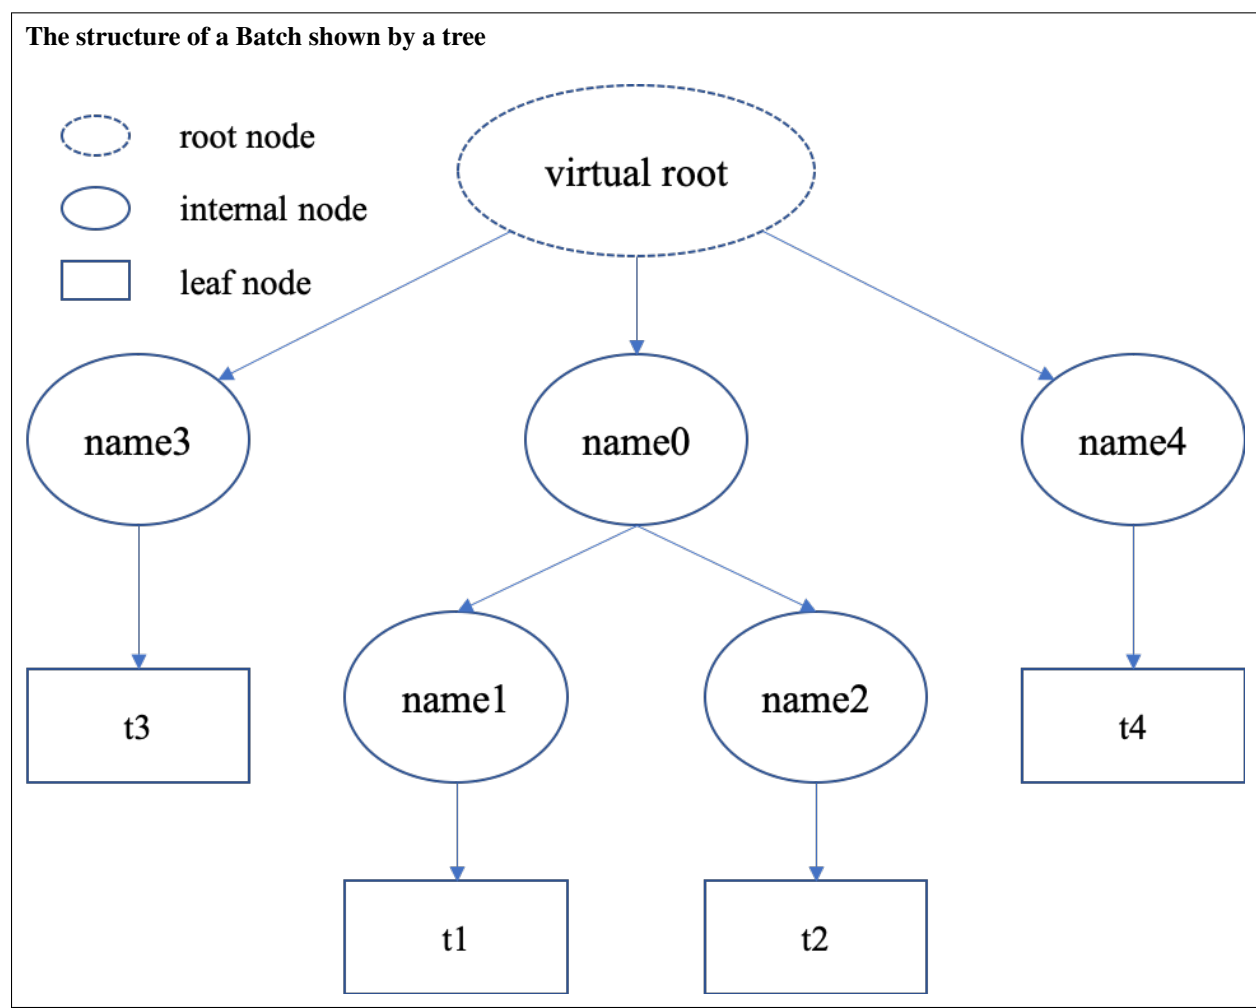 The structure of a Batch shown by a tree
root node
virtual root
internal node
leaf node
name3
name0
name4
name1
name2
t3
t4
t1
t2